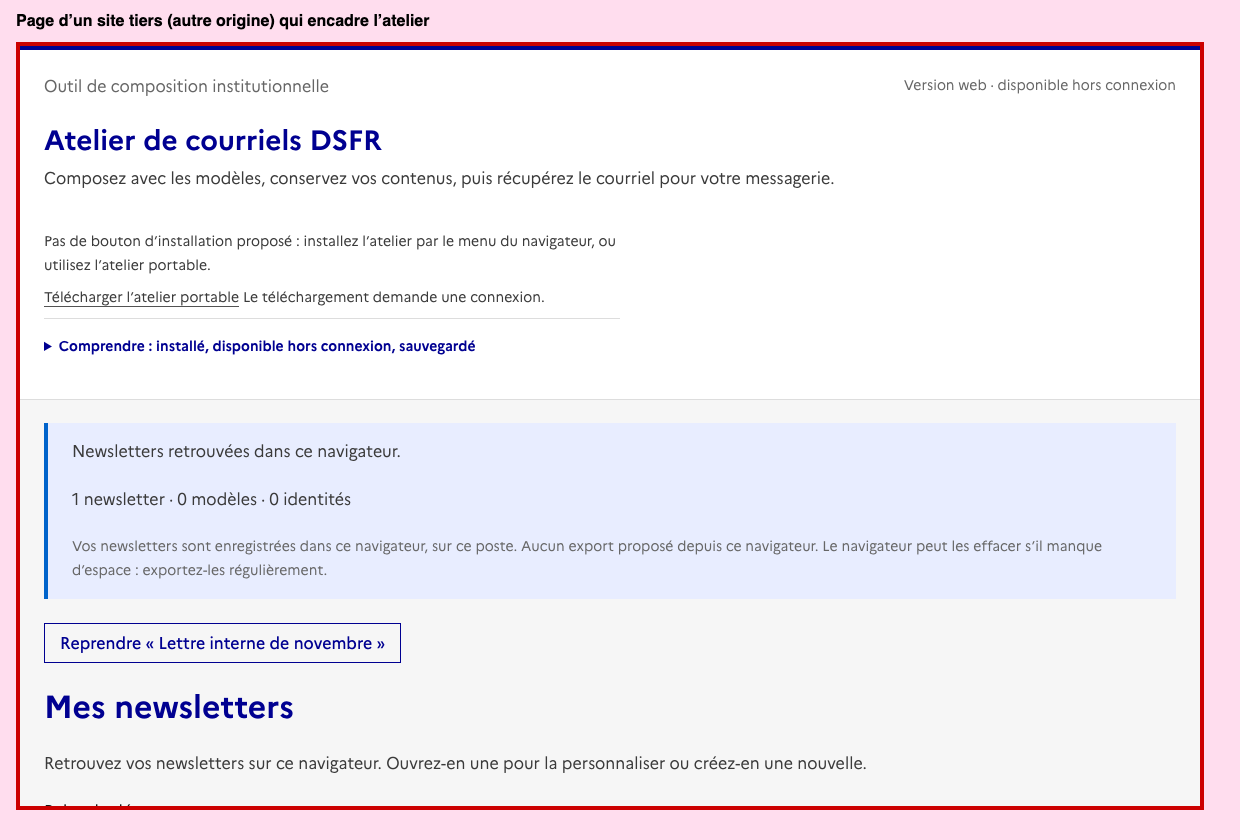 Page d’un site tiers (autre origine) qui encadre l’atelier
Outil de composition institutionnelle
Version web · disponible hors connexion
Atelier de courriels DSFR
Composez avec les modèles, conservez vos contenus, puis récupérez le courriel pour votre messagerie.
Pas de bouton d’installation proposé : installez l’atelier par le menu du navigateur, ou
utilisez l’atelier portable.
Télécharger l’atelier portable Le téléchargement demande une connexion.
Comprendre : installé, disponible hors connexion, sauvegardé
Newsletters retrouvées dans ce navigateur.
1 newsletter · 0 modèles · 0 identités
Vos newsletters sont enregistrées dans ce navigateur, sur ce poste. Aucun export proposé depuis ce navigateur. Le navigateur peut les effacer s’il manque
d’espace : exportez-les régulièrement.
Reprendre « Lettre interne de novembre »
Mes newsletters
Retrouvez vos newsletters sur ce navigateur. Ouvrez-en une pour la personnaliser ou créez-en une nouvelle.